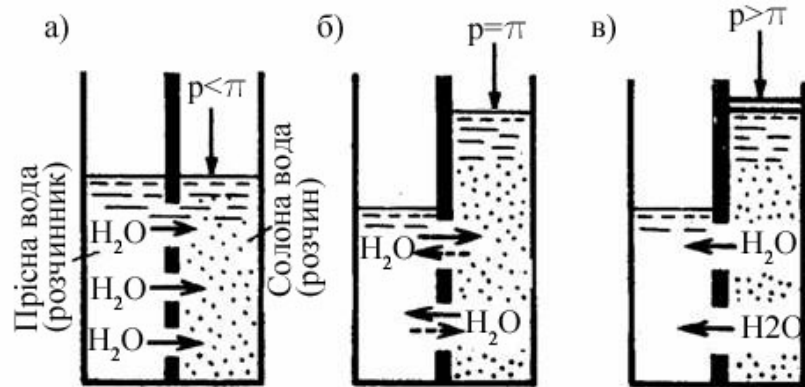 а)
p<π
Прісна вода
(розчинник)
H₂O
H₂O
H₂O
Солона вода
(розчин)
б)
p=π
H₂O
H₂O
в)
p>π
H₂O
H2O